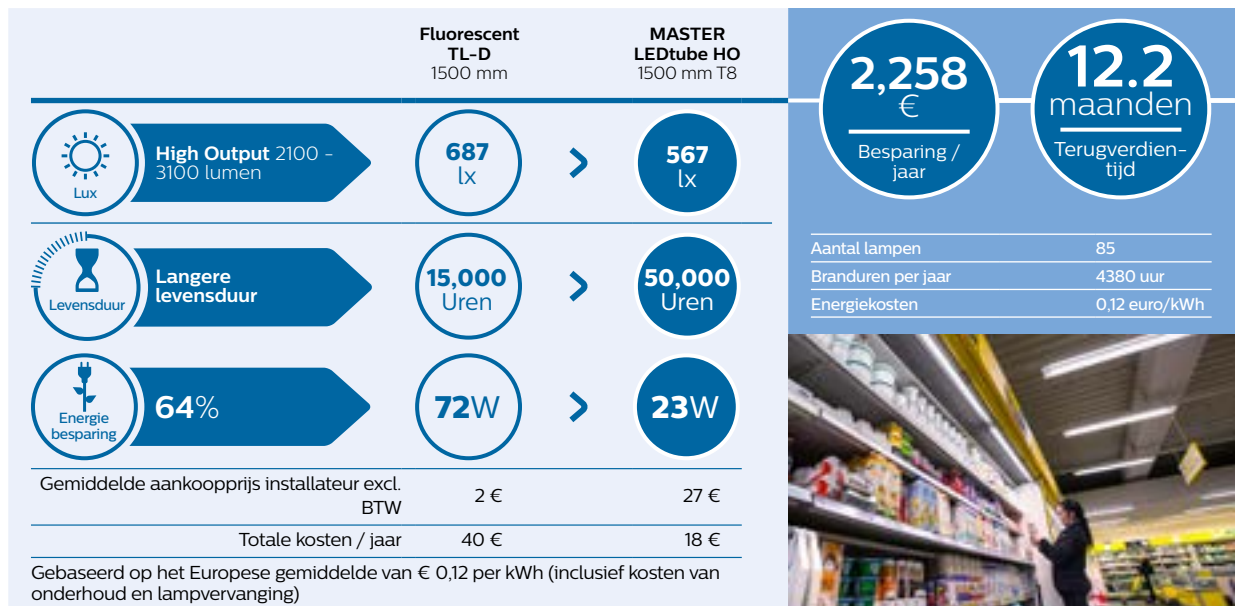 Fluorescent
TL-D
1500 mm
MASTER
LEDtube HO
1500 mm T8
Lux
High Output 2100 -
3100 lumen
687
lx
>
567
lx
Levensduur
Langere
levensduur
15,000
Uren
>
50,000
Uren
Energie
besparing
64%
72W
>
23W
Gemiddelde aankoopprijs installateur excl.
BTW
2 €
27 €
Totale kosten / jaar
40 €
18 €
Gebaseerd op het Europese gemiddelde van € 0,12 per kWh (inclusief kosten van
onderhoud en lampvervanging)
2,258
€
Besparing /
jaar
12.2
maanden
Terugverdien-
tijd
Aantal lampen 85
Branduren per jaar 4380 uur
Energiekosten 0,12 euro/kWh